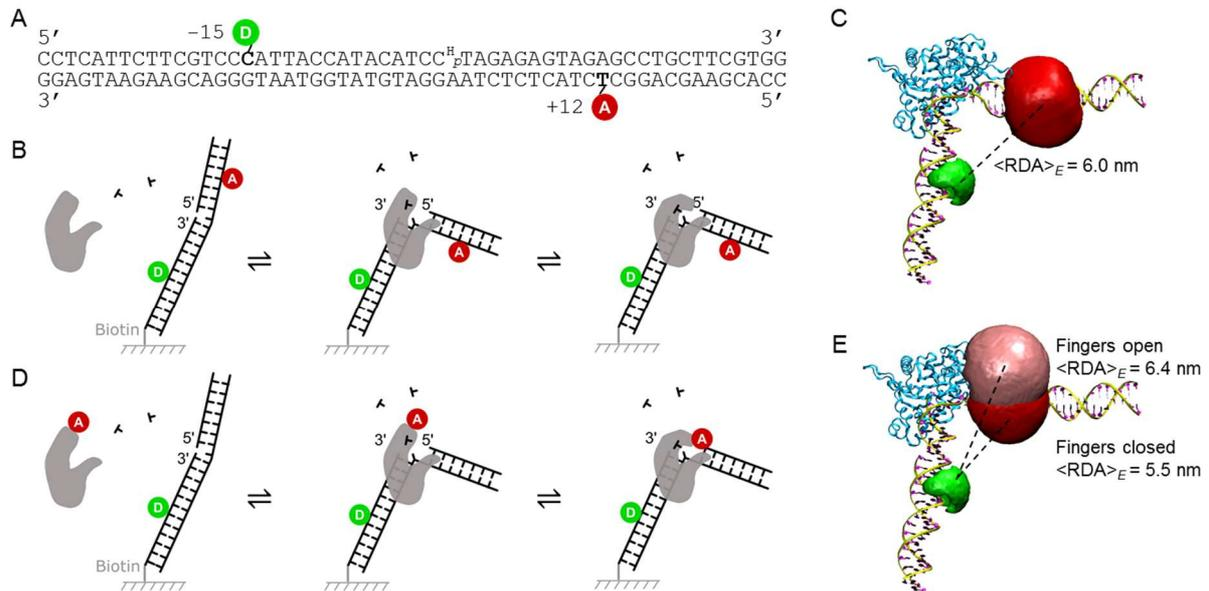 A
−15 D
5′ 3′
CCTCATTCTTCGTCCCATTACCATACATCCHpTAGAGAGTAGAGCCTGCTTCGTGG
GGAGTAAGAAGCAGGGTAATGGTATGTAGGAATCTCTCATCTCGGACGAAGCACC
3′ 5′
+12 A
B
A
5'
3'
D
Biotin
3' 5'
A
D
3' 5'
A
D
C
<RDA>E = 6.0 nm
D
A
5'
3'
D
Biotin
A
3' 5'
D
A
3'
D
E
Fingers open
<RDA>E = 6.4 nm
Fingers closed
<RDA>E = 5.5 nm